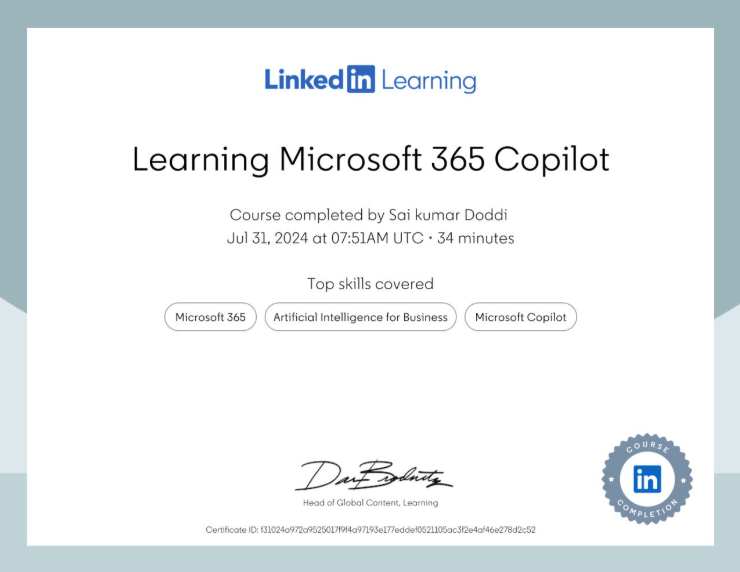 Linked in Learning
Learning Microsoft 365 Copilot
Course completed by Sai kumar Doddi
Jul 31, 2024 at 07:51AM UTC • 34 minutes
Top skills covered
Microsoft 365
Artificial Intelligence for Business
Microsoft Copilot
Head of Global Content, Learning
COURSE
in
COMPLETION
Certificate ID: f31024a972a9525017f9f4a97193e177eddef0521105ac3f2e4af46e278d2c52